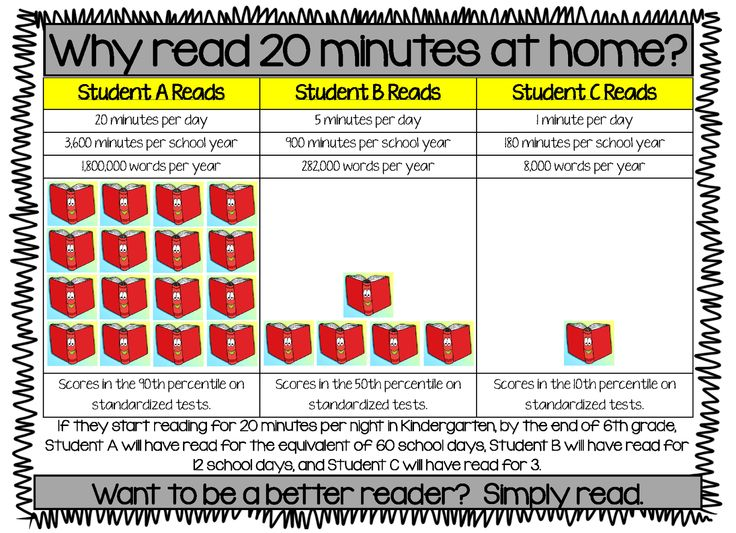 Why read 20 minutes at home?
Student A Reads
Student B Reads
Student C Reads
20 minutes per day
5 minutes per day
1 minute per day
3,600 minutes per school year
900 minutes per school year
180 minutes per school year
1,800,000 words per year
282,000 words per year
8,000 words per year
Scores in the 90th percentile on
standardized tests.
Scores in the 50th percentile on
standardized tests.
Scores in the 10th percentile on
standardized tests.
If they start reading for 20 minutes per night in Kindergarten, by the end of 6th grade,
Student A will have read for the equivalent of 60 school days, Student B will have read for
12 school days, and Student C will have read for 3.
Want to be a better reader? Simply read.